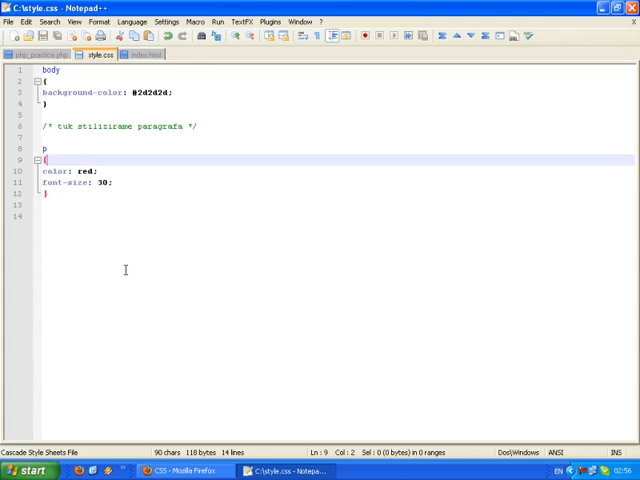 C:\style.css - Notepad++
File Edit Search View Format Language Settings Macro Run TextFX Plugins Window ?
php_practica.php style.css index.html
1 body
2 {
3 background-color: #2d2d2d;
4 }
5
6 /* tuk stilizirame paragrafa */
7
8 p
9 {
10 color: red;
11 font-size: 30;
12 }
13
14
Cascade Style Sheets File 90 chars 118 bytes 14 lines Ln : 9 Col : 2 Sel : 0 (0 bytes) in 0 ranges Dos\Windows ANSI INS
start CSS - Mozilla Firefox C:\style.css - Notepa... EN 02:56